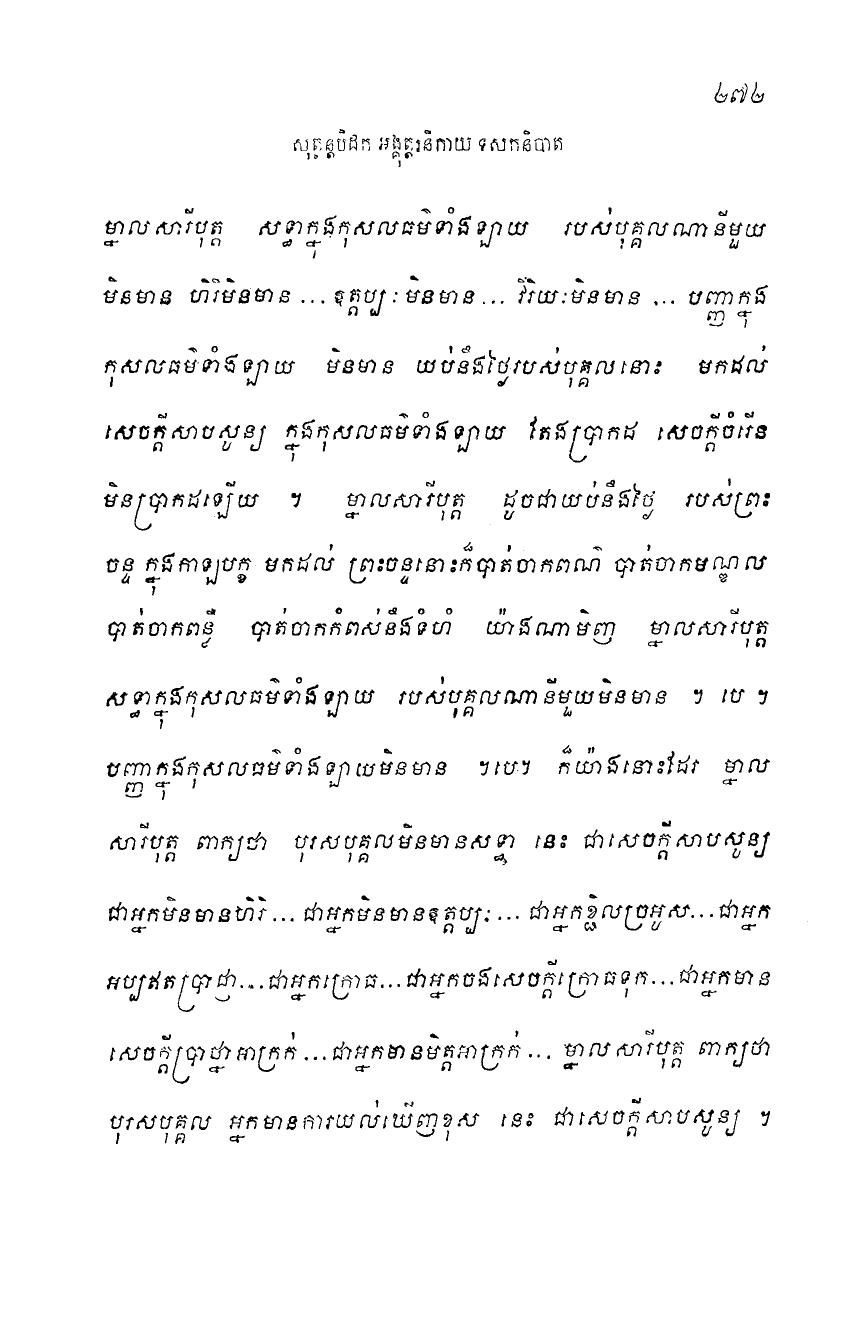 ២៧២
សុត្តន្តបិដក អង្គុត្តរនិកាយ ទសកនិបាត
ម្នាលសារីបុត្ត សទ្ធាក្នុងកុសលធម៌ទាំងឡាយ របស់បុគ្គលណានីមួយ
មិនមាន ហិរិមិនមាន ... ឱត្តប្បៈមិនមាន ... វីរិយៈមិនមាន ... បញ្ញាក្នុង
កុសលធម៌ទាំងឡាយ មិនមាន យប់នឹងថ្ងៃរបស់បុគ្គលនោះ មកដល់
សេចក្តីសាបសូន្យ ក្នុងកុសលធម៌ទាំងឡាយ តែងប្រាកដ សេចក្តីចំរើន
មិនប្រាកដឡើយ ។ ម្នាលសារីបុត្ត ដូចជាយប់នឹងថ្ងៃ របស់ព្រះ
ចន្ទ ក្នុងកាឡបក្ខ មកដល់ ព្រះចន្ទនោះក៏បាត់ចាកពណ៌ បាត់ចាកមណ្ឌល
បាត់ចាកពន្លឺ បាត់ចាកកំពស់នឹងទំហំ យ៉ាងណាមិញ ម្នាលសារីបុត្ត
សទ្ធាក្នុងកុសលធម៌ទាំងឡាយ របស់បុគ្គលណានីមួយមិនមាន ។ បេ ។
បញ្ញាក្នុងកុសលធម៌ទាំងឡាយមិនមាន ។បេ។ ក៏យ៉ាងនោះដែរ ម្នាល
សារីបុត្ត ពាក្យថា បុរសបុគ្គលមិនមានសទ្ធា នេះ ជាសេចក្តីសាបសូន្យ
ជាអ្នកមិនមានហិរិ ... ជាអ្នកមិនមានឱត្តប្បៈ ... ជាអ្នកខ្ជិលច្រអូស...ជាអ្នក
អប្បឥតប្រាជ្ញា...ជាអ្នកក្រោធ...ជាអ្នកចងសេចក្តីក្រោធទុក...ជាអ្នកមាន
សេចក្តីប្រាថ្នាអាក្រក់ ...ជាអ្នកមានមិត្តអាក្រក់ ... ម្នាលសារីបុត្ត ពាក្យថា
បុរសបុគ្គល អ្នកមានការយល់ឃើញខុស នេះ ជាសេចក្តីសាបសូន្យ ។